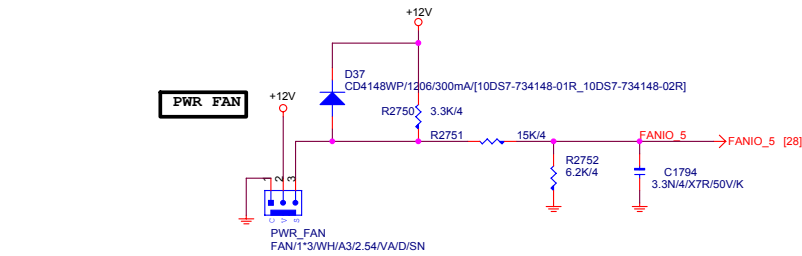 +12V
D37
CD4148WP/1206/300mA/[10DS7-734148-01R_10DS7-734148-02R]
PWR FAN
+12V
R2750
3.3K/4
R2751
15K/4
FANIO_5
FANIO_5 [28]
R2752
6.2K/4
C1794
3.3N/4/X7R/50V/K
1
2
3
C
V
S
PWR_FAN
FAN/1*3/WH/A3/2.54/VA/D/SN